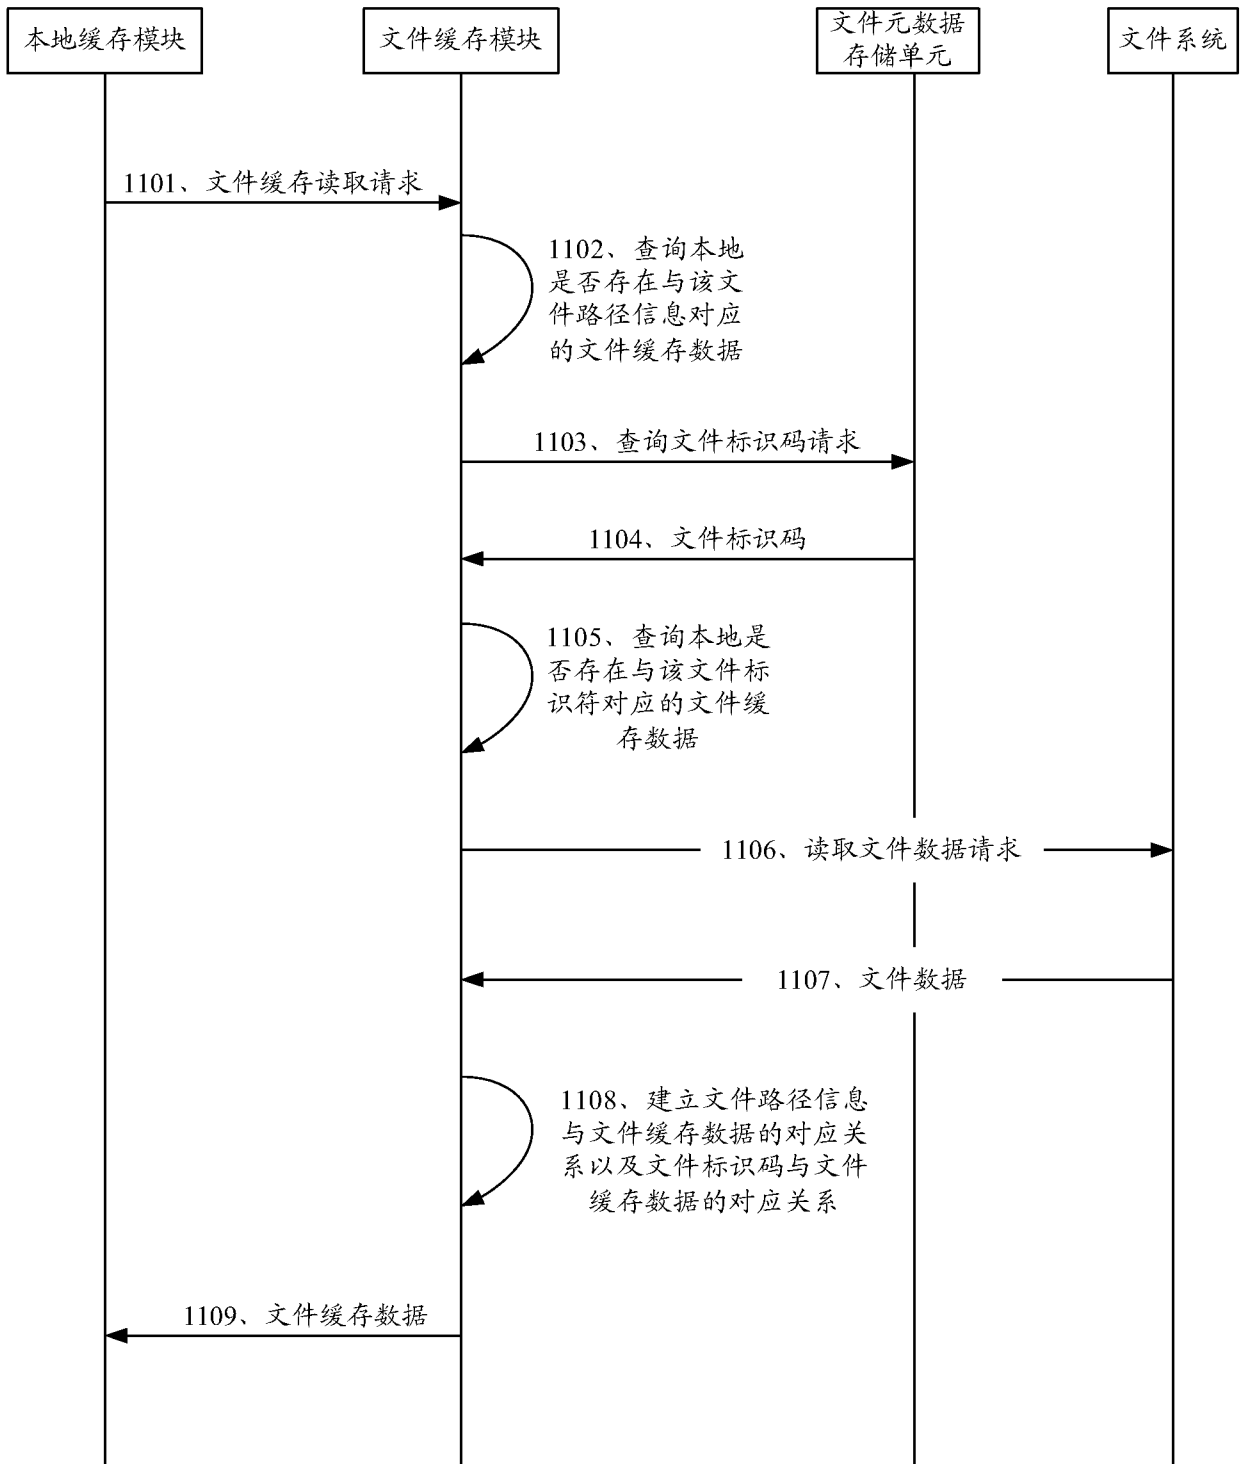 本地缓存模块
文件缓存模块
文件元数据
存储单元
文件系统
1101、文件缓存读取请求
1102、查询本地
是否存在与该文
件路径信息对应
的文件缓存数据
1103、查询文件标识码请求
1104、文件标识码
1105、查询本地是
否存在与该文件标
识符对应的文件缓
存数据
1106、读取文件数据请求
1107、文件数据
1108、建立文件路径信息
与文件缓存数据的对应关
系以及文件标识码与文件
缓存数据的对应关系
1109、文件缓存数据